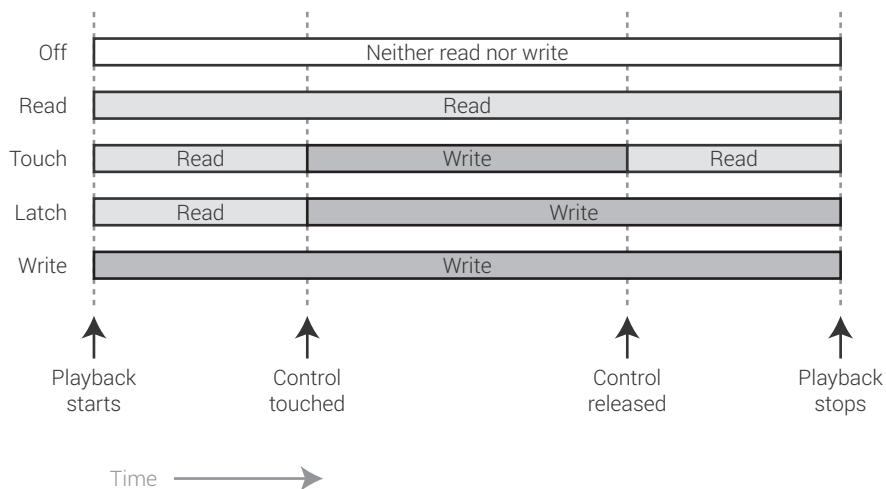 Off Neither read nor write
Read Read
Touch Read Write Read
Latch Read Write
Write Write
Playback starts
Control touched
Control released
Playback stops
Time